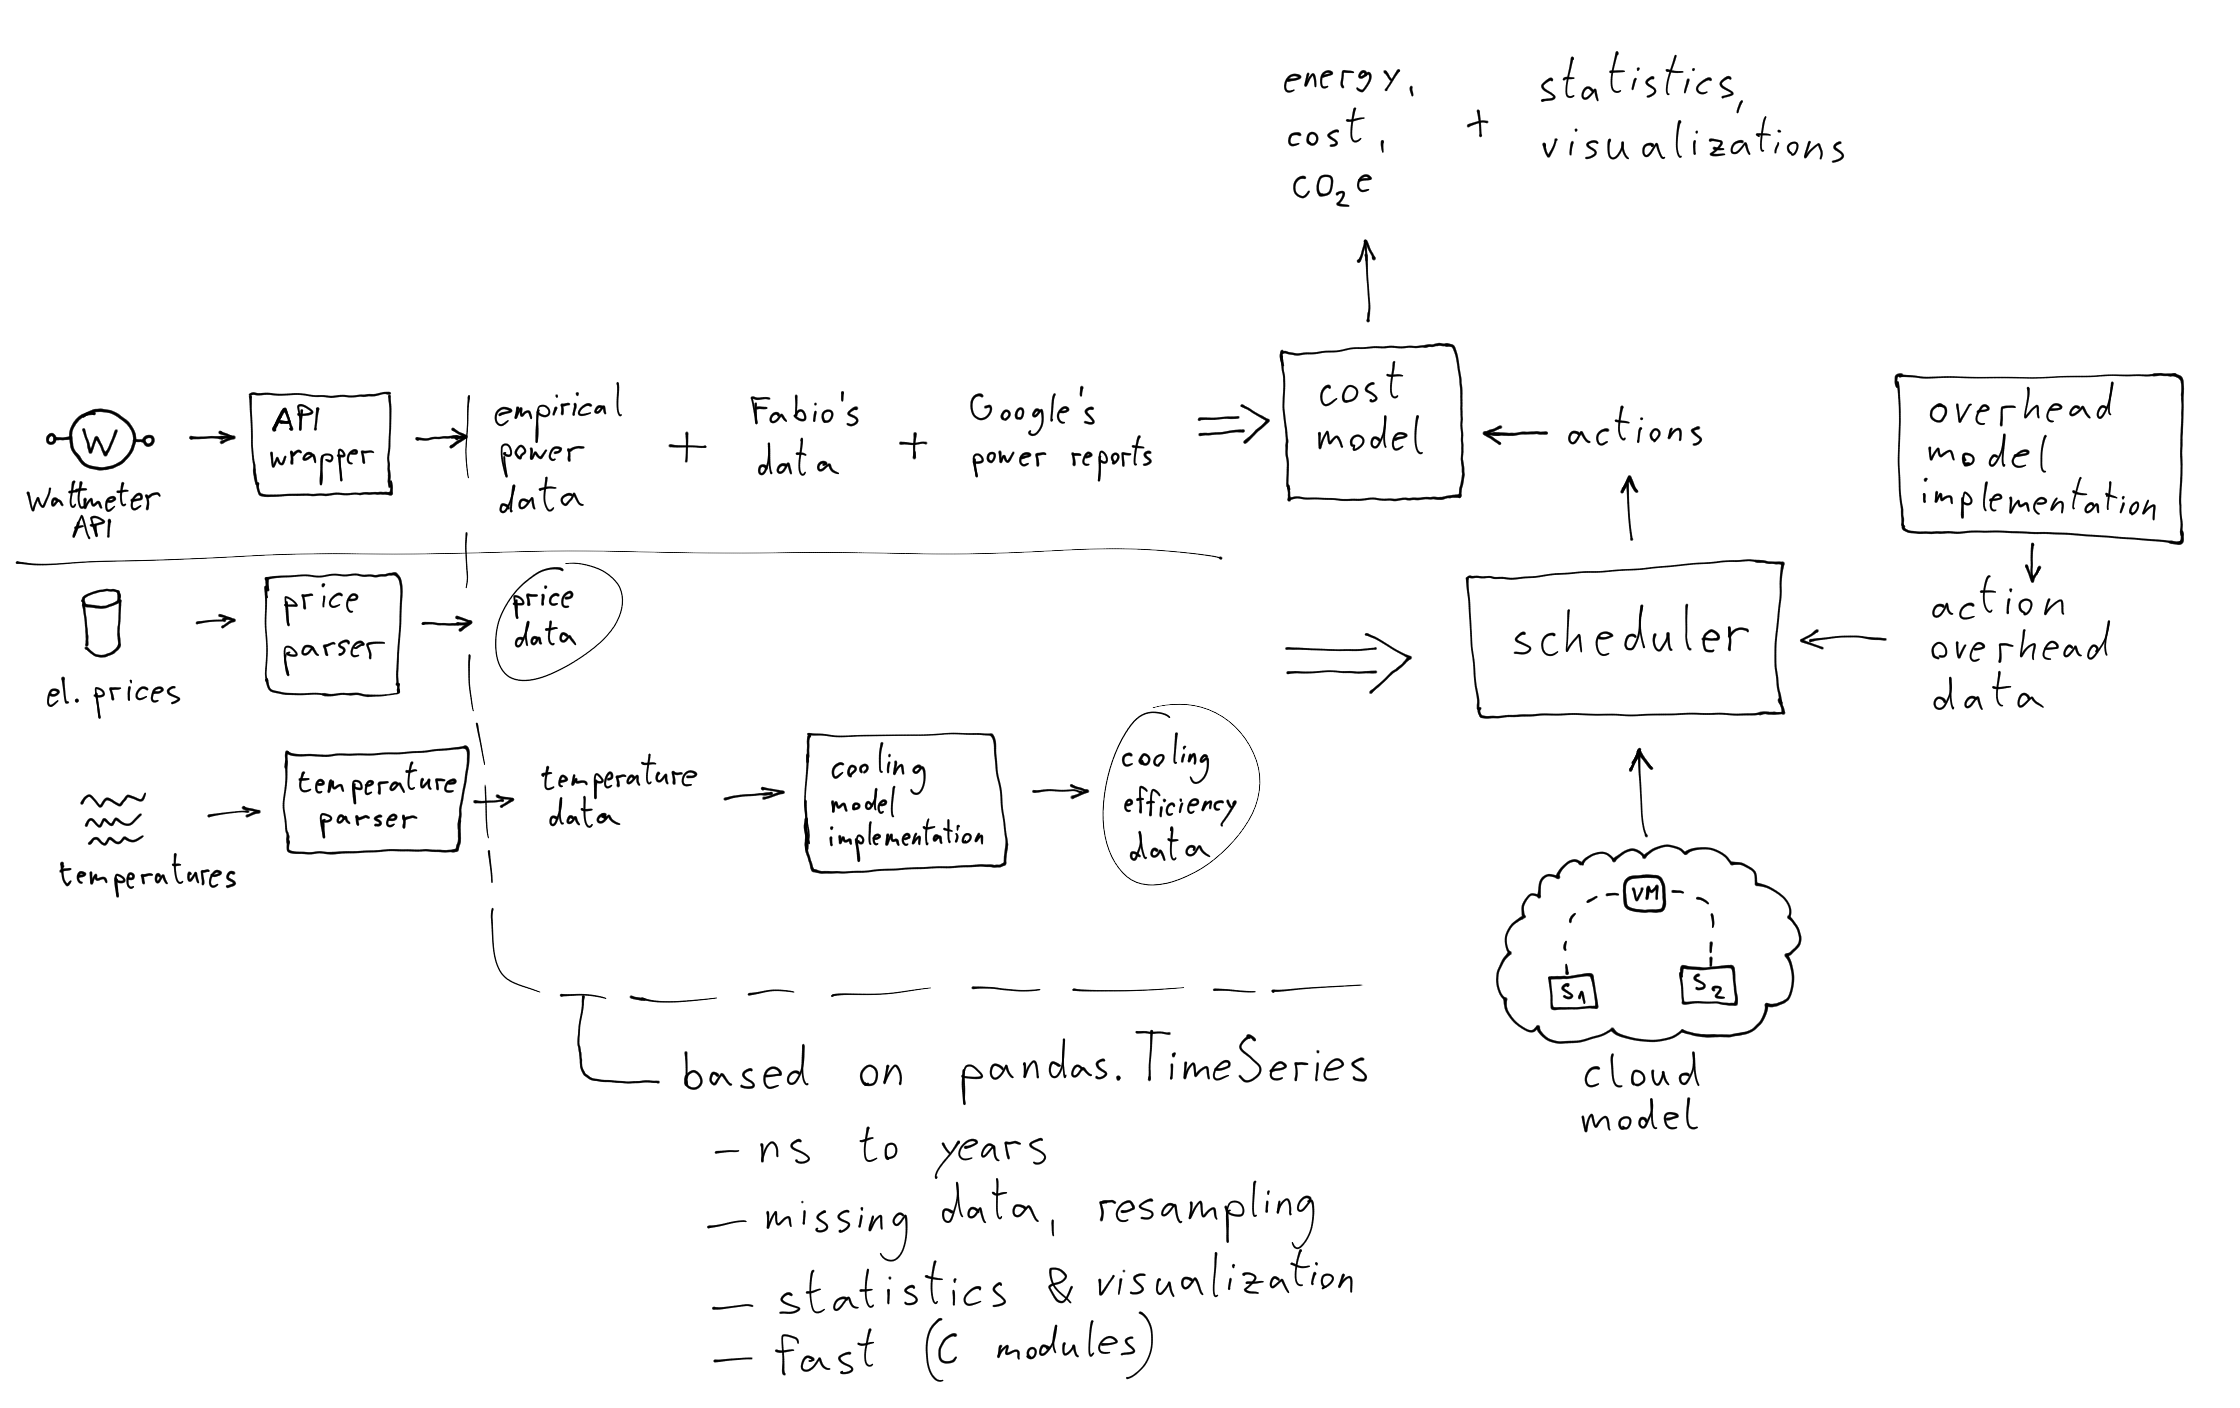 energy,
cost,
CO₂e
+
statistics,
visualizations
W
Wattmeter
API
API
wrapper
empirical
power
data
+
Fabio's
data
+
Google's
power reports
cost
model
actions
overhead
model
implementation
el. prices
price
parser
price
data
scheduler
action
overhead
data
temperatures
temperature
parser
temperature
data
cooling
model
implementation
cooling
efficiency
data
VM
S1
S2
cloud
model
based on pandas.TimeSeries
- ns to years
- missing data, resampling
- statistics & visualization
- fast (C modules)